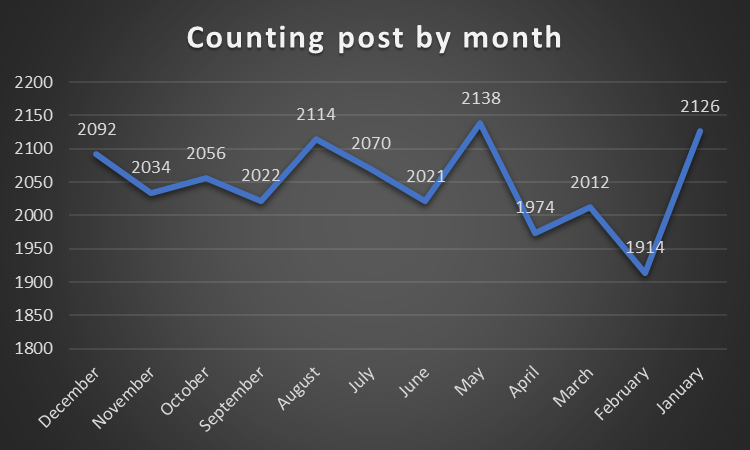 Counting post by month
2200
2150
2100
2050
2000
1950
1900
1850
1800
2092
2034
2056
2022
2114
2070
2021
2138
1974
2012
1914
2126
December
November
October
September
August
July
June
May
April
March
February
January